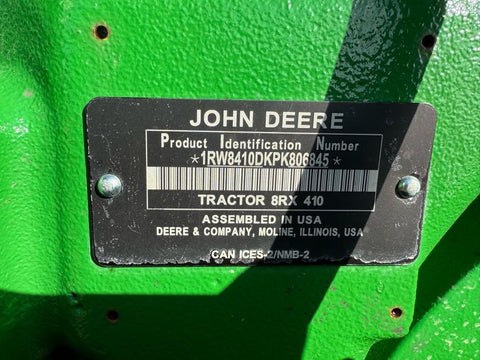 JOHN DEERE
Product Identification Number
*1RW8410DKPK806845*
TRACTOR 8RX 410
ASSEMBLED IN USA
DEERE & COMPANY, MOLINE, ILLINOIS, USA
CAN ICES-2/NMB-2